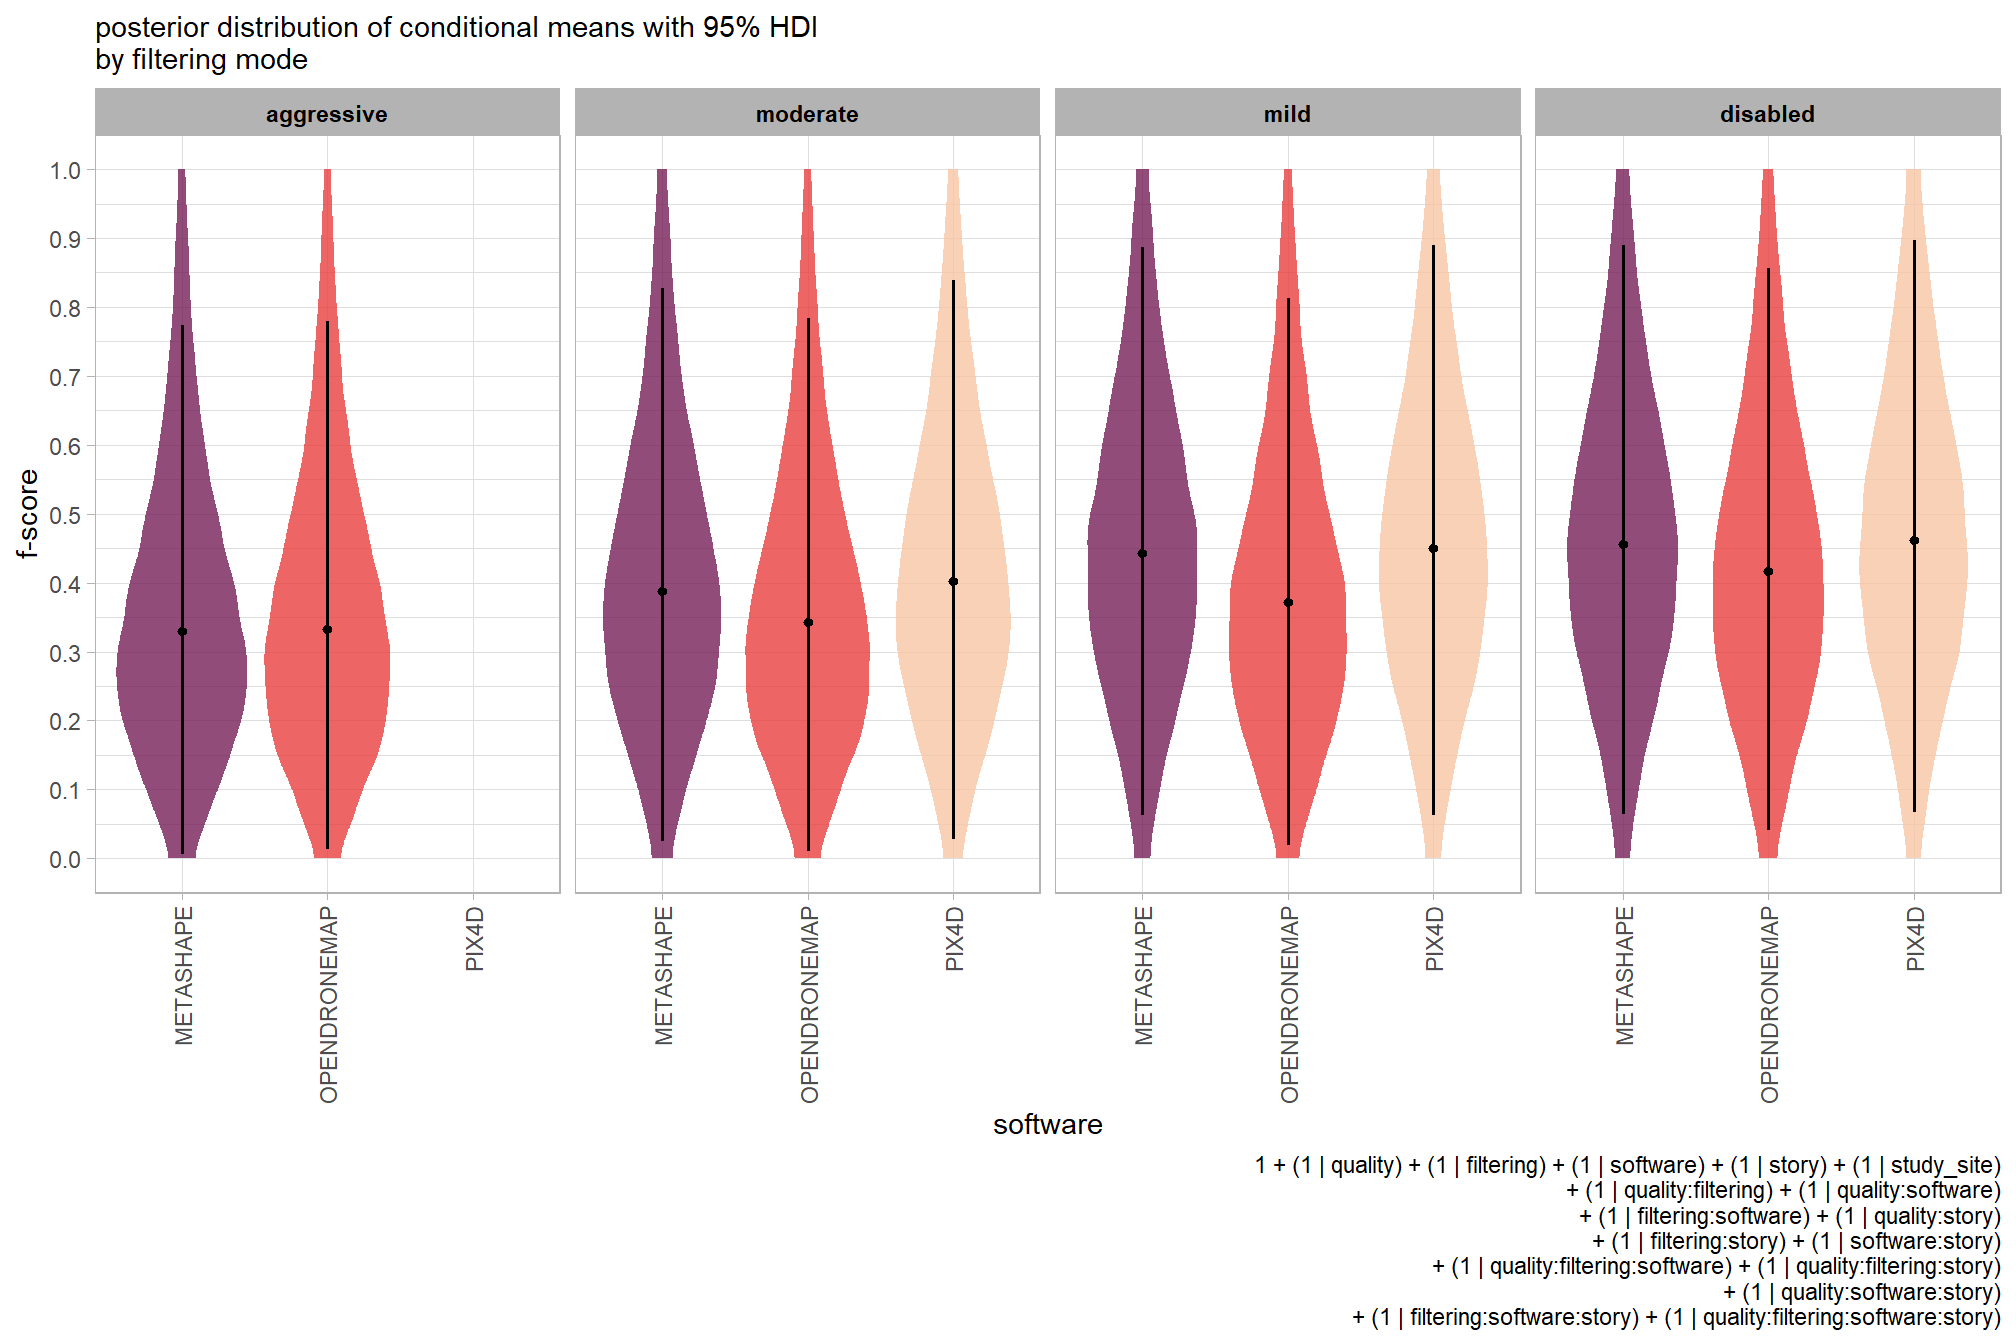 posterior distribution of conditional means with 95% HDI
by filtering mode
aggressive
moderate
mild
disabled
f-score
1.0
0.9
0.8
0.7
0.6
0.5
0.4
0.3
0.2
0.1
0.0
METASHAPE
OPENDRONEMAP
PIX4D
METASHAPE
OPENDRONEMAP
PIX4D
METASHAPE
OPENDRONEMAP
PIX4D
METASHAPE
OPENDRONEMAP
PIX4D
software
1 + (1 | quality) + (1 | filtering) + (1 | software) + (1 | story) + (1 | study_site)
+ (1 | quality:filtering) + (1 | quality:software)
+ (1 | filtering:software) + (1 | quality:story)
+ (1 | filtering:story) + (1 | software:story)
+ (1 | quality:filtering:software) + (1 | quality:filtering:story)
+ (1 | quality:software:story)
+ (1 | filtering:software:story) + (1 | quality:filtering:software:story)